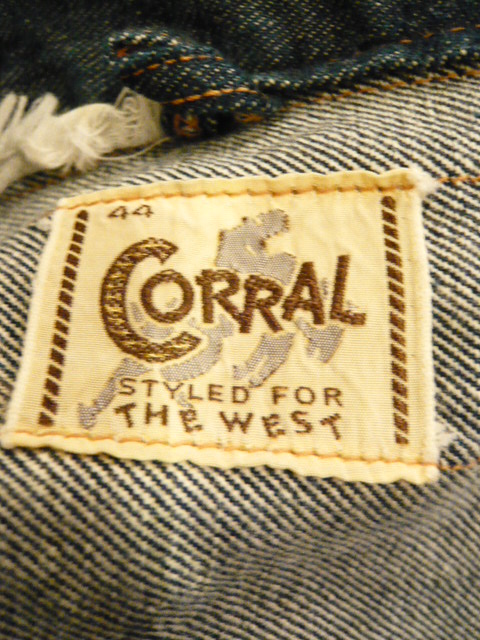 44
CORRAL
STYLED FOR
THE WEST